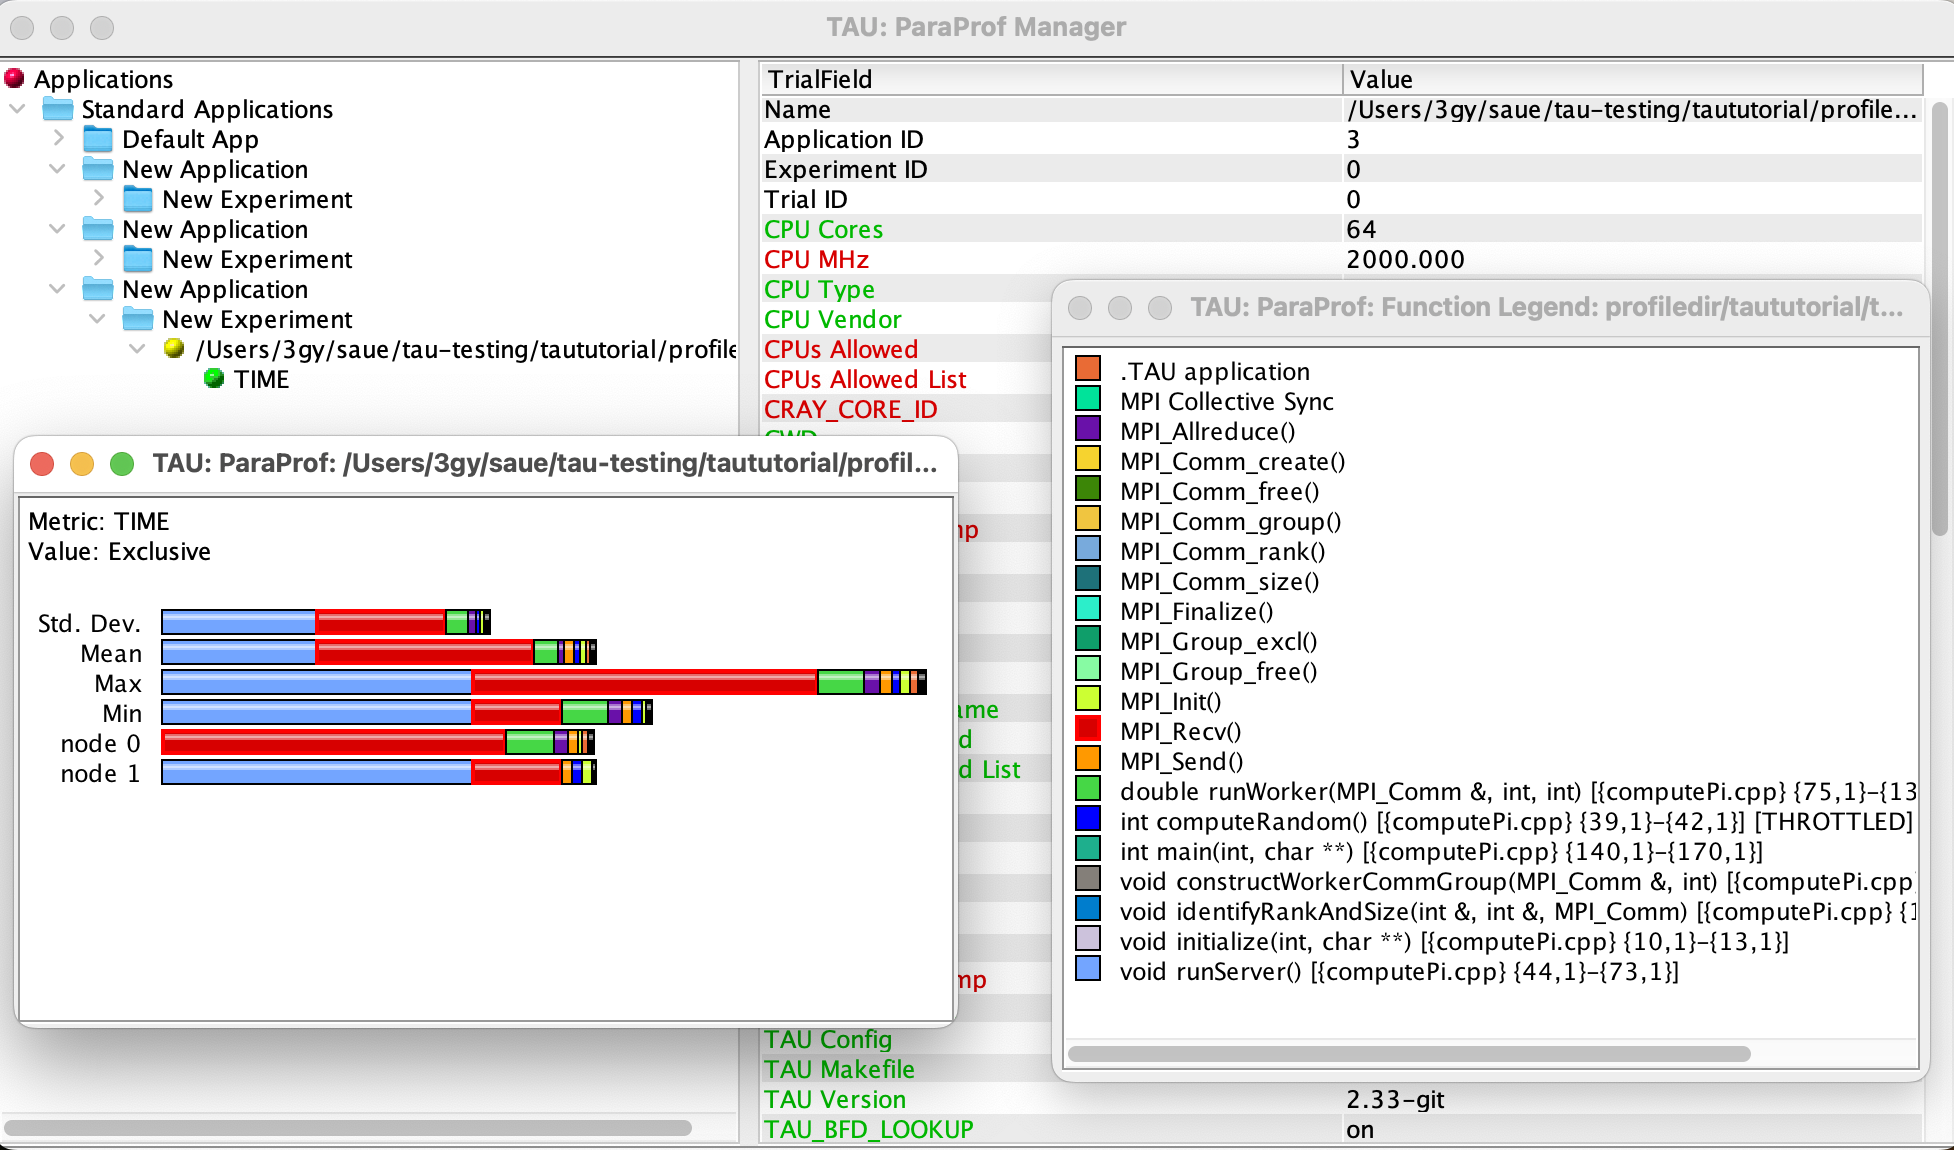 TAU: ParaProf Manager
Applications
Standard Applications
Default App
New Application
New Experiment
New Application
New Experiment
New Application
New Experiment
/Users/3gy/saue/tau-testing/taututorial/profile
TIME
TrialField Value
Name /Users/3gy/saue/tau-testing/taututorial/profile...
Application ID 3
Experiment ID 0
Trial ID 0
CPU Cores 64
CPU MHz 2000.000
CPU Type
CPU Vendor
CPUs Allowed
CPUs Allowed List
CRAY_CORE_ID
CWD
mp
ame
d
d List
mp
TAU Config
TAU Makefile
TAU Version 2.33-git
TAU_BFD_LOOKUP on
TAU: ParaProf: /Users/3gy/saue/tau-testing/taututorial/profil...
Metric: TIME
Value: Exclusive
Std. Dev.
Mean
Max
Min
node 0
node 1
TAU: ParaProf: Function Legend: profiledir/taututorial/t...
.TAU application
MPI Collective Sync
MPI_Allreduce()
MPI_Comm_create()
MPI_Comm_free()
MPI_Comm_group()
MPI_Comm_rank()
MPI_Comm_size()
MPI_Finalize()
MPI_Group_excl()
MPI_Group_free()
MPI_Init()
MPI_Recv()
MPI_Send()
double runWorker(MPI_Comm &, int, int) [{computePi.cpp} {75,1}-{13
int computeRandom() [{computePi.cpp} {39,1}-{42,1}] [THROTTLED]
int main(int, char **) [{computePi.cpp} {140,1}-{170,1}]
void constructWorkerCommGroup(MPI_Comm &, int) [{computePi.cpp
void identifyRankAndSize(int &, int &, MPI_Comm) [{computePi.cpp} {1
void initialize(int, char **) [{computePi.cpp} {10,1}-{13,1}]
void runServer() [{computePi.cpp} {44,1}-{73,1}]